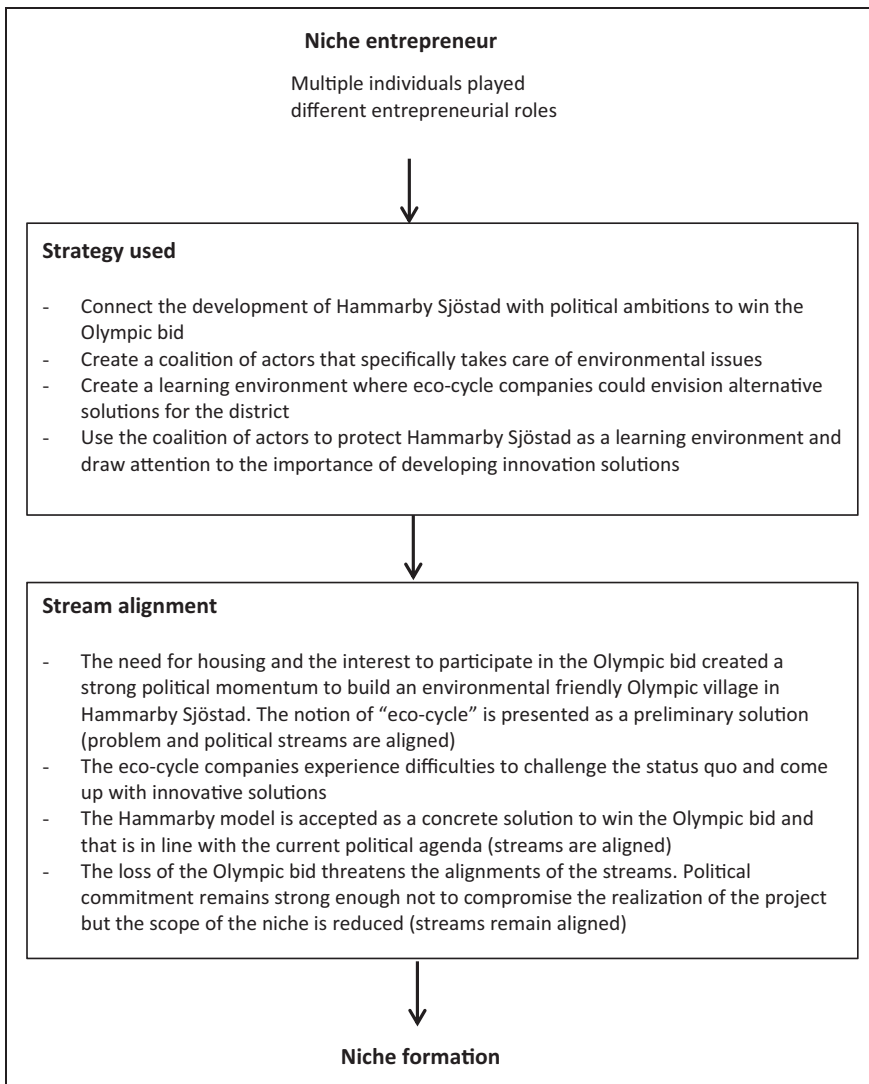 Niche entrepreneur
Multiple individuals played
different entrepreneurial roles
Strategy used
- Connect the development of Hammarby Sjöstad with political ambitions to win the
Olympic bid
- Create a coalition of actors that specifically takes care of environmental issues
- Create a learning environment where eco-cycle companies could envision alternative
solutions for the district
- Use the coalition of actors to protect Hammarby Sjöstad as a learning environment and
draw attention to the importance of developing innovation solutions
Stream alignment
- The need for housing and the interest to participate in the Olympic bid created a
strong political momentum to build an environmental friendly Olympic village in
Hammarby Sjöstad. The notion of “eco-cycle” is presented as a preliminary solution
(problem and political streams are aligned)
- The eco-cycle companies experience difficulties to challenge the status quo and come
up with innovative solutions
- The Hammarby model is accepted as a concrete solution to win the Olympic bid and
that is in line with the current political agenda (streams are aligned)
- The loss of the Olympic bid threatens the alignments of the streams. Political
commitment remains strong enough not to compromise the realization of the project
but the scope of the niche is reduced (streams remain aligned)
Niche formation